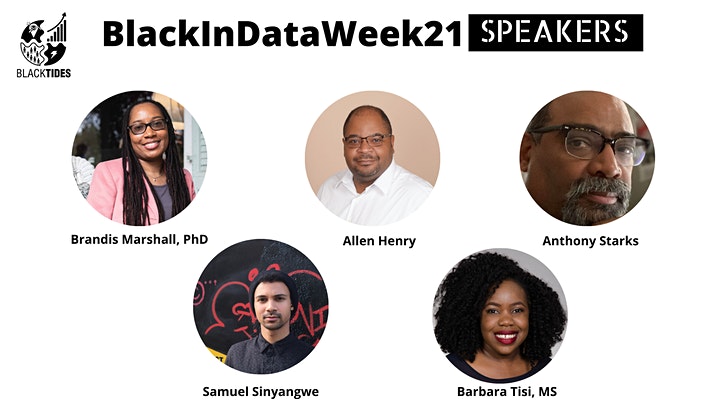 BlackInDataWeek21 SPEAKERS
BLACKTIDES
Brandis Marshall, PhD
Allen Henry
Anthony Starks
Samuel Sinyangwe
Barbara Tisi, MS